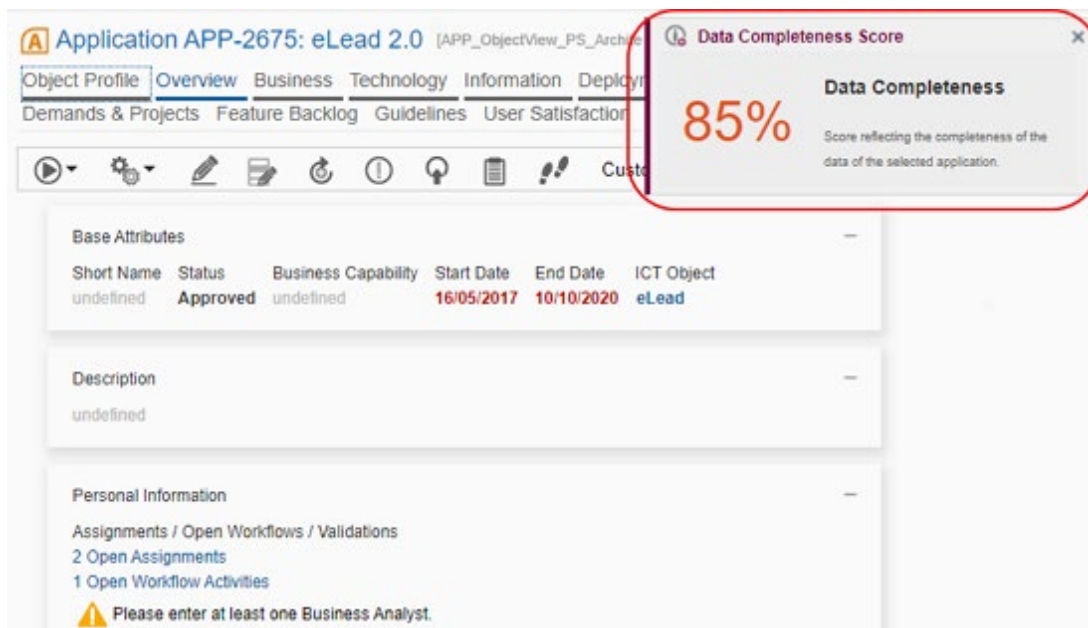 A Application APP-2675: eLead 2.0 [APP_ObjectView_PS_Archite
Data Completeness Score
Object Profile Overview Business Technology Information Deploym
Demands & Projects Feature Backlog Guidelines User Satisfaction
Data Completeness
85%
Score reflecting the completeness of the
data of the selected application.
Custo
Base Attributes
Short Name Status Business Capability Start Date End Date ICT Object
undefined Approved undefined 16/05/2017 10/10/2020 eLead
Description
undefined
Personal Information
Assignments / Open Workflows / Validations
2 Open Assignments
1 Open Workflow Activities
Please enter at least one Business Analyst.